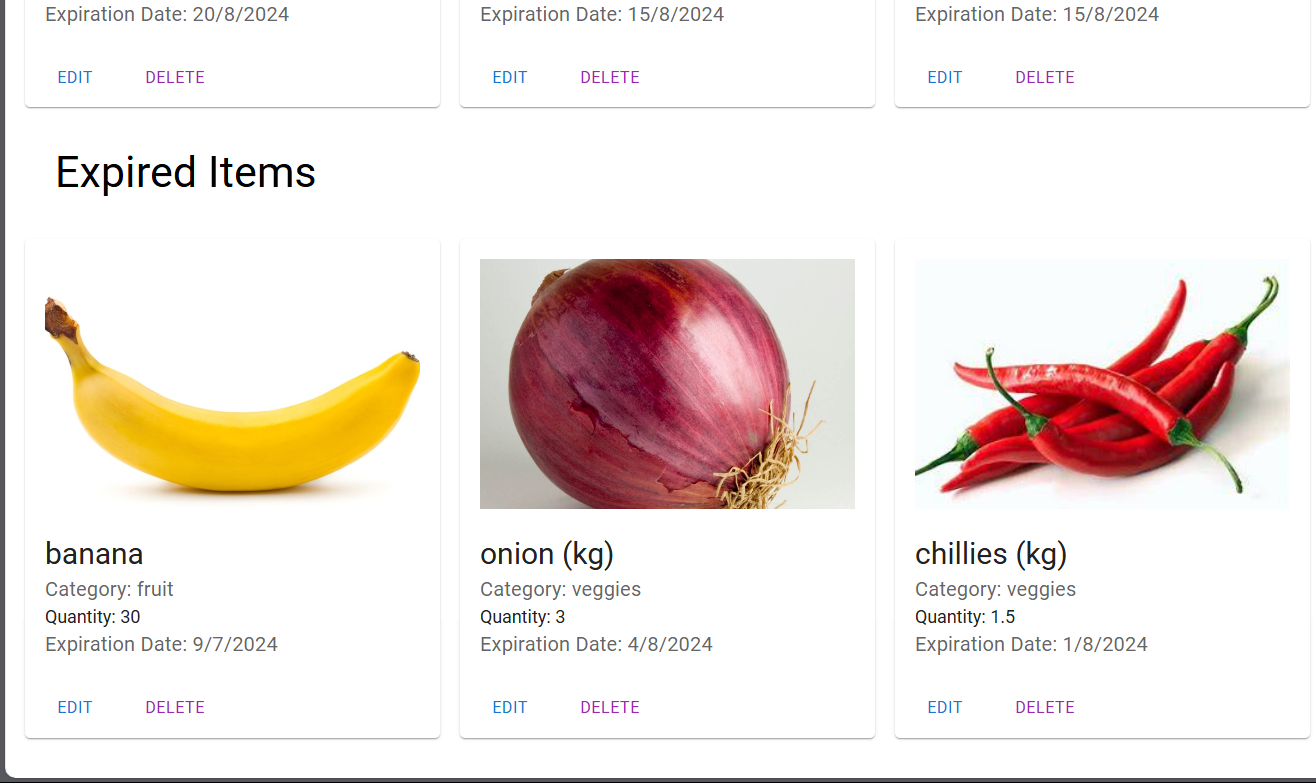 Expiration Date: 20/8/2024
Expiration Date: 15/8/2024
Expiration Date: 15/8/2024
EDIT DELETE
EDIT DELETE
EDIT DELETE
Expired Items
banana
Category: fruit
Quantity: 30
Expiration Date: 9/7/2024
EDIT DELETE
onion (kg)
Category: veggies
Quantity: 3
Expiration Date: 4/8/2024
EDIT DELETE
chillies (kg)
Category: veggies
Quantity: 1.5
Expiration Date: 1/8/2024
EDIT DELETE